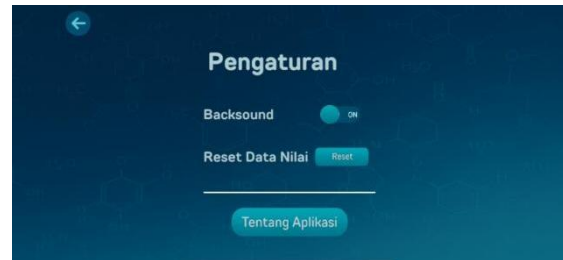 Pengaturan
Backsound ON
Reset Data Nilai Reset
Tentang Aplikasi